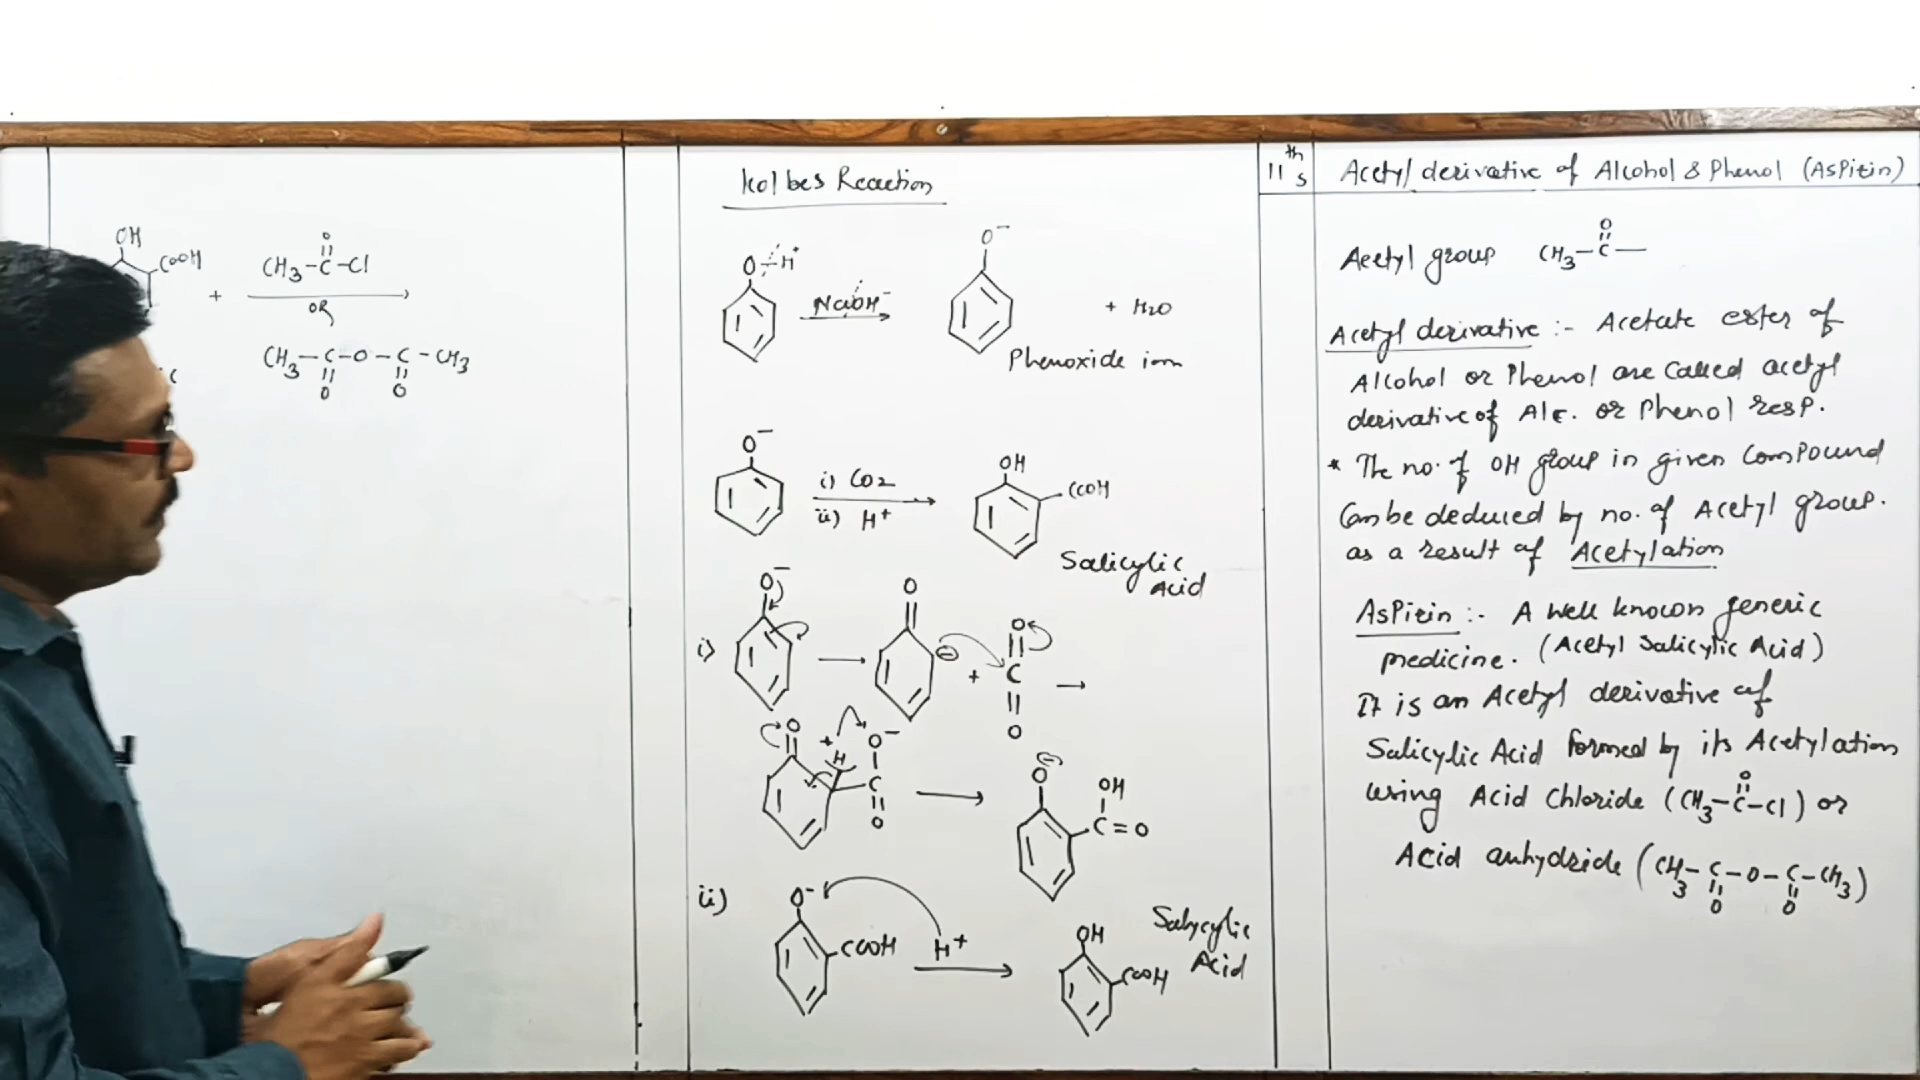 OH
COOH
+
CH3-C-Cl
O
OR
CH3-C-O-C-CH3
O O
c
Kolbes Reaction
O-H+
NaOH-
O-
+ H2O
Phenoxide ion
O-
i) CO2
ii) H+
OH
COOH
Salicylic
Acid
i)
O-
O
+
O
C
O
O
+
H
O-
C
O
O
OH
C=O
ii)
O-
COOH
H+
OH
COOH
Salycylic
Acid
11th
S
Acetyl derivative of Alcohol & Phenol (Aspirin)
Acetyl group CH3-C-
O
Acetyl derivative :- Acetate ester of
Alcohol or Phenol are called acetyl
derivative of Alc. or Phenol resp.
* The no. of OH group in given compound
Can be deduced by no. of Acetyl group.
as a result of Acetylation
Aspirin :- A well known generic
medicine. (Acetyl Salicylic Acid)
It is an Acetyl derivative of
Salicylic Acid formed by its Acetylation
using Acid Chloride (CH3-C-Cl) or
O
Acid anhydride (CH3-C-O-C-CH3)
O O